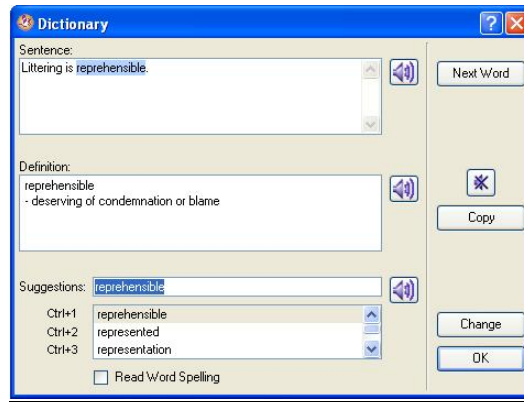 Dictionary
Sentence:
Littering is reprehensible.
Next Word
Definition:
reprehensible
- deserving of condemnation or blame
Copy
Suggestions: reprehensible
Ctrl+1 reprehensible
Ctrl+2 represented
Ctrl+3 representation
Change
OK
Read Word Spelling